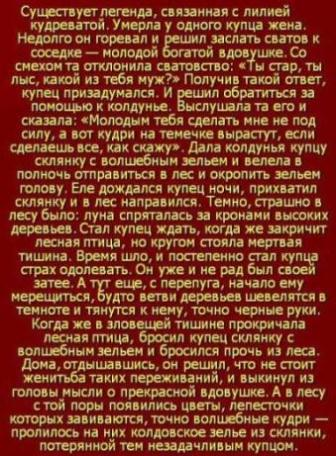 Существует легенда, связанная с лилией
кудреватой. Умерла у одного купца жена.
Недолго он горевал и решил заслать сватов к
соседке — молодой богатой вдовушке. Со
смехом та отклонила сватовство: «Ты стар, ты
лыс, какой из тебя муж?» Получив такой ответ,
купец призадумался. И решил обратиться за
помощью к колдунье. Выслушала та его и
сказала: «Молодым тебя сделать мне не под
силу, а вот кудри на темечке вырастут, если
сделаешь все, как скажу». Дала колдунья купцу
склянку с волшебным зельем и велела в
полночь отправиться в лес и окропить зельем
голову. Еле дождался купец ночи, прихватил
склянку и в лес направился. Темно, страшно в
лесу было: луна спряталась за кронами высоких
деревьев. Стал купец ждать, когда же закричит
лесная птица, но кругом стояла мертвая
тишина. Время шло, и постепенно стал купца
страх одолевать. Он уже и не рад был своей
затее. А тут еще, с перепуга, начало ему
мерещиться, будто ветви деревьев шевелятся в
темноте и тянутся к нему, точно черные руки.
Когда же в зловещей тишине прокричала
лесная птица, бросил купец склянку с
волшебным зельем и бросился прочь из леса.
Дома, отдышавшись, он решил, что не стоит
женитьба таких переживаний, и выкинул из
головы мысли о прекрасной вдовушке. А в лесу
с той поры появились цветы, лепесточки
которых завиваются, точно волшебные кудри —
пролилось на них колдовское зелье из склянки,
потерянной тем незадачливым купцом.